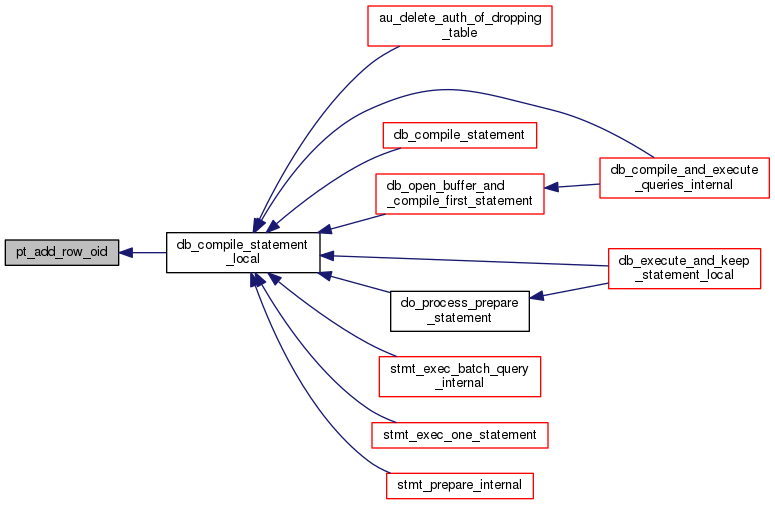 au_delete_auth_of_dropping
_table
db_compile_statement
db_compile_and_execute
_queries_internal
db_open_buffer_and
_compile_first_statement
pt_add_row_oid
db_compile_statement
_local
db_execute_and_keep
_statement_local
do_process_prepare
_statement
stmt_exec_batch_query
_internal
stmt_exec_one_statement
stmt_prepare_internal